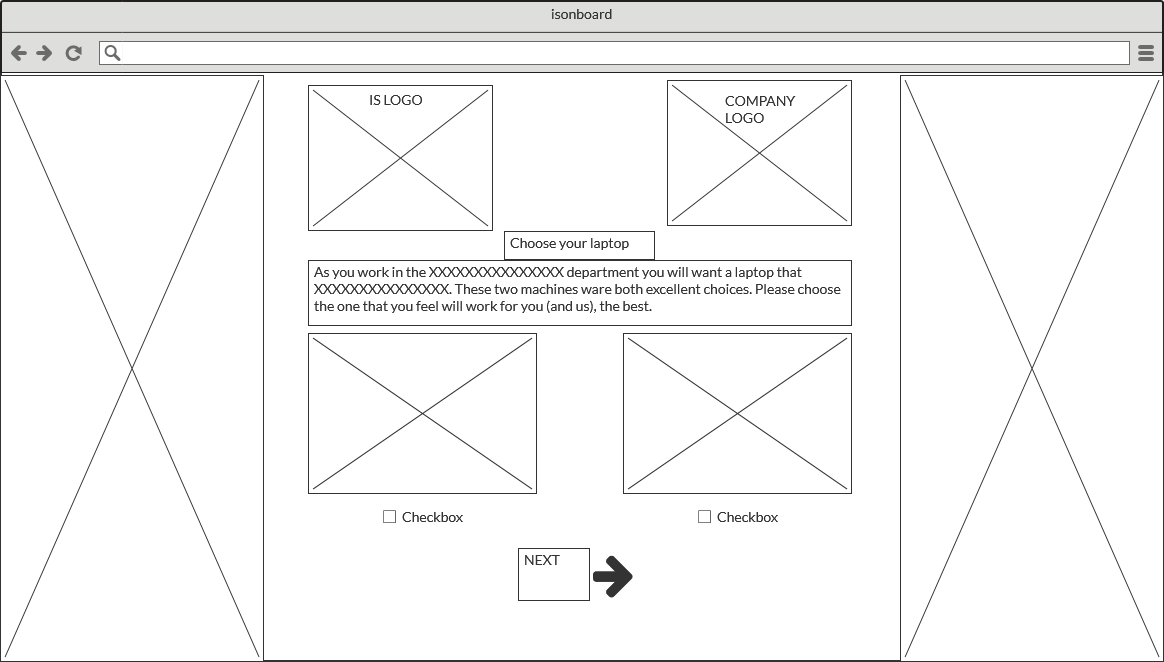 isonboard
IS LOGO
COMPANY
LOGO
Choose your laptop
As you work in the XXXXXXXXXXXXXXX department you will want a laptop that
XXXXXXXXXXXXXXX. These two machines ware both excellent choices. Please choose
the one that you feel will work for you (and us), the best.
Checkbox
Checkbox
NEXT